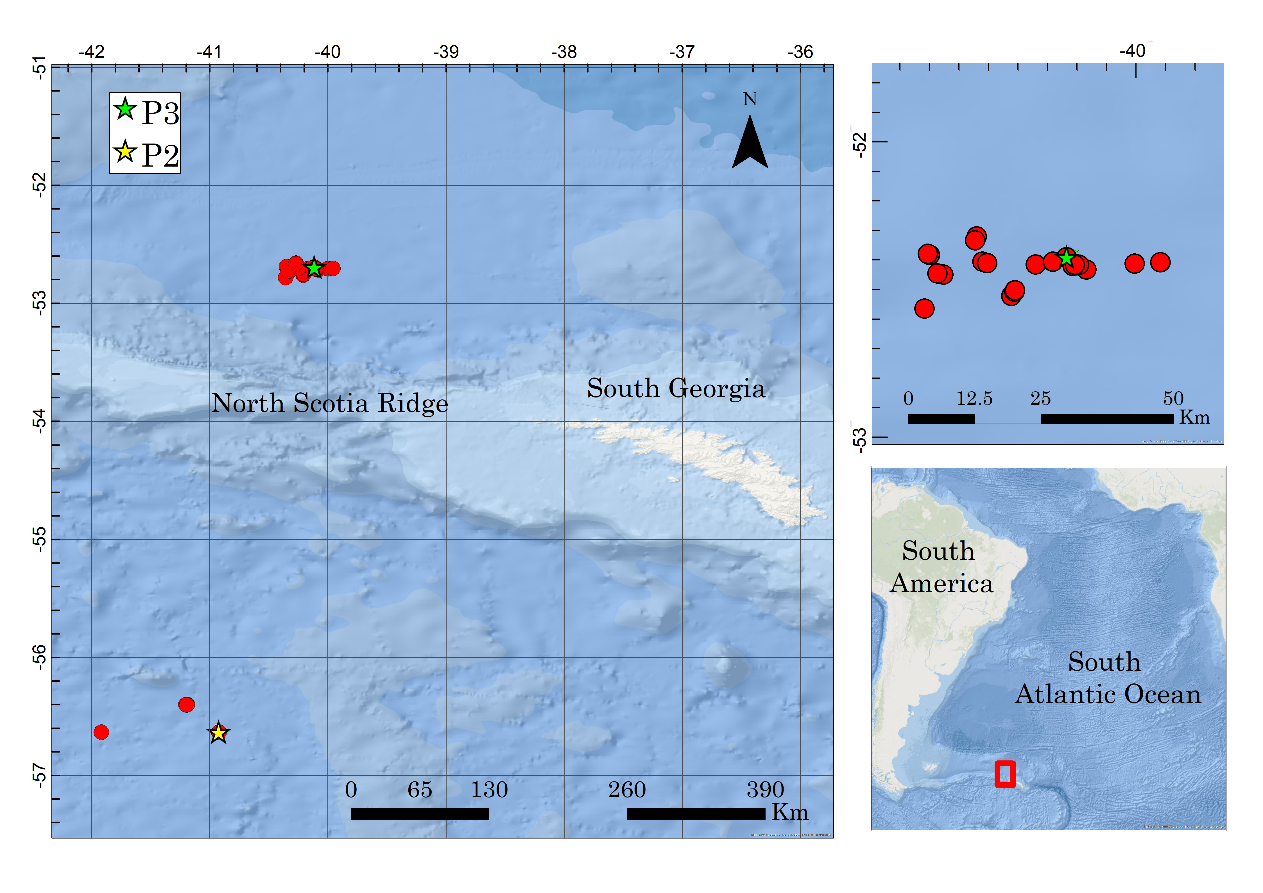 -42 -41 -40 -39 -38 -37 -36
-51
-52
-53
-54
-55
-56
-57
P3
P2
N
North Scotia Ridge
South Georgia
0 65 130 260 390
Km
-40
-52
-53
0 12.5 25 50
Km
South
America
South
Atlantic Ocean